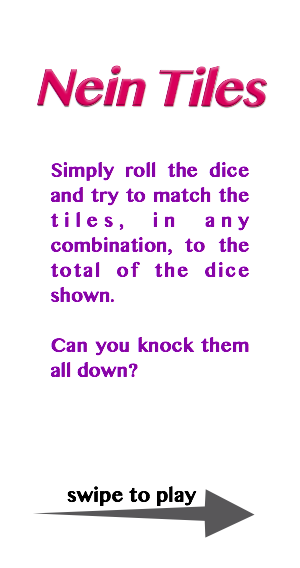 Nein Tiles
Simply roll the dice
and try to match the
tiles, in any
combination, to the
total of the dice
shown.
Can you knock them
all down?
swipe to play